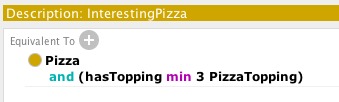 Description: InterestingPizza
Equivalent To
Pizza
and (hasTopping min 3 PizzaTopping)